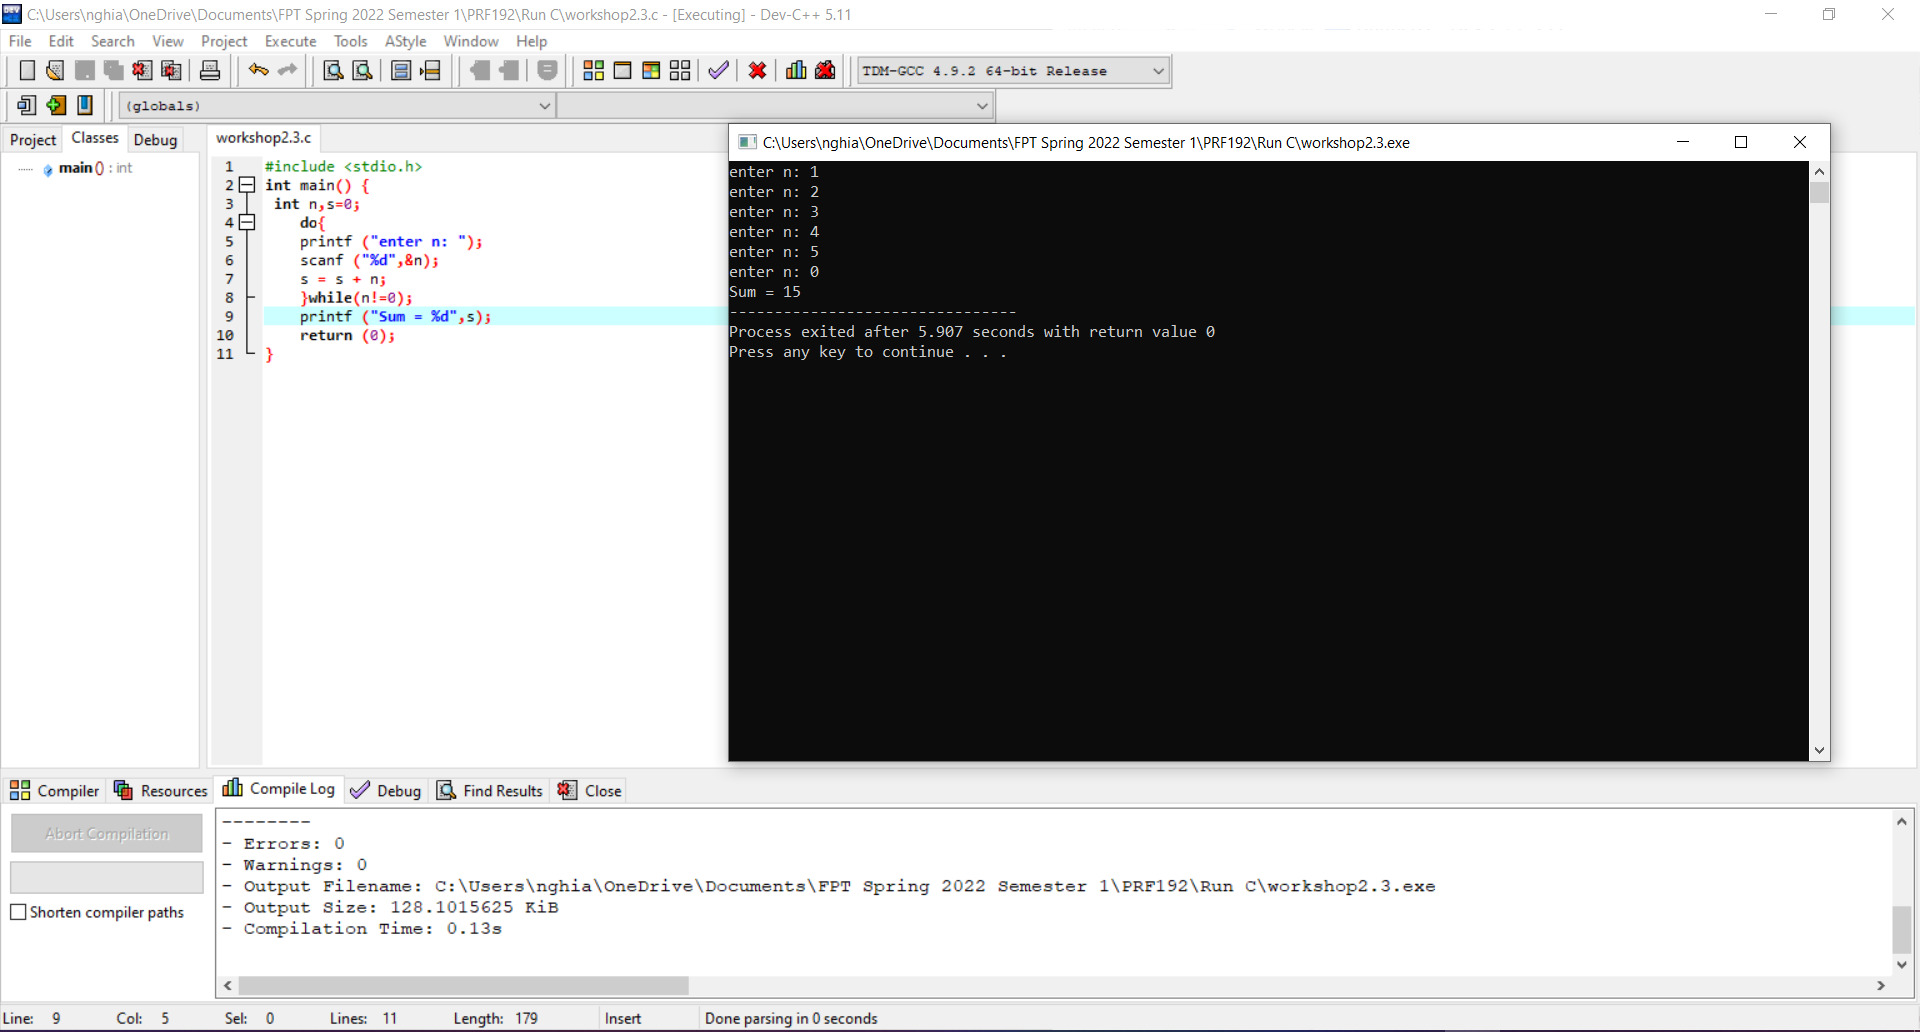 C:\Users\nghia\OneDrive\Documents\FPT Spring 2022 Semester 1\PRF192\Run C\workshop2.3.c - [Executing] - Dev-C++ 5.11
File Edit Search View Project Execute Tools AStyle Window Help
TDM-GCC 4.9.2 64-bit Release
(globals)
Project Classes Debug
main () : int
workshop2.3.c
1 #include <stdio.h>
2 int main() {
3 int n,s=0;
4 do{
5 printf ("enter n: ");
6 scanf ("%d",&n);
7 s = s + n;
8 }while(n!=0);
9 printf ("Sum = %d",s);
10 return (0);
11 }
C:\Users\nghia\OneDrive\Documents\FPT Spring 2022 Semester 1\PRF192\Run C\workshop2.3.exe
enter n: 1
enter n: 2
enter n: 3
enter n: 4
enter n: 5
enter n: 0
Sum = 15
--------------------------------
Process exited after 5.907 seconds with return value 0
Press any key to continue . . .
Compiler Resources Compile Log Debug Find Results Close
Abort Compilation
Shorten compiler paths
--------
- Errors: 0
- Warnings: 0
- Output Filename: C:\Users\nghia\OneDrive\Documents\FPT Spring 2022 Semester 1\PRF192\Run C\workshop2.3.exe
- Output Size: 128.1015625 KiB
- Compilation Time: 0.13s
Line: 9 Col: 5 Sel: 0 Lines: 11 Length: 179 Insert Done parsing in 0 seconds